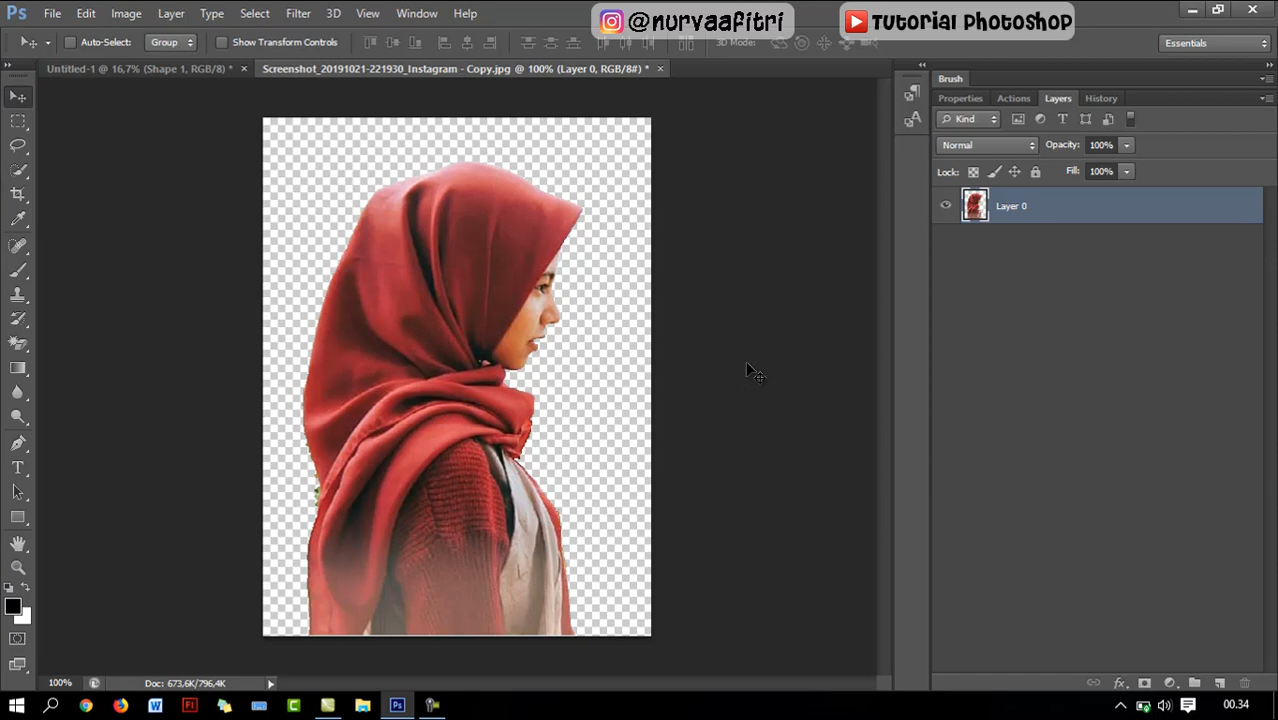 Ps File Edit Image Layer Type Select Filter 3D View Window Help
@nurvaafitri
Tutorial Photoshop
Auto-Select: Group Show Transform Controls 3D Mode: Essentials
Untitled-1 @ 16,7% (Shape 1, RGB/8) * × Screenshot_20191021-221930_Instagram - Copy.jpg @ 100% (Layer 0, RGB/8#) * ×
Brush
Properties Actions Layers History
Kind
Normal Opacity: 100%
Lock: Fill: 100%
Layer 0
100% Doc: 673,6K/796,4K
00.34